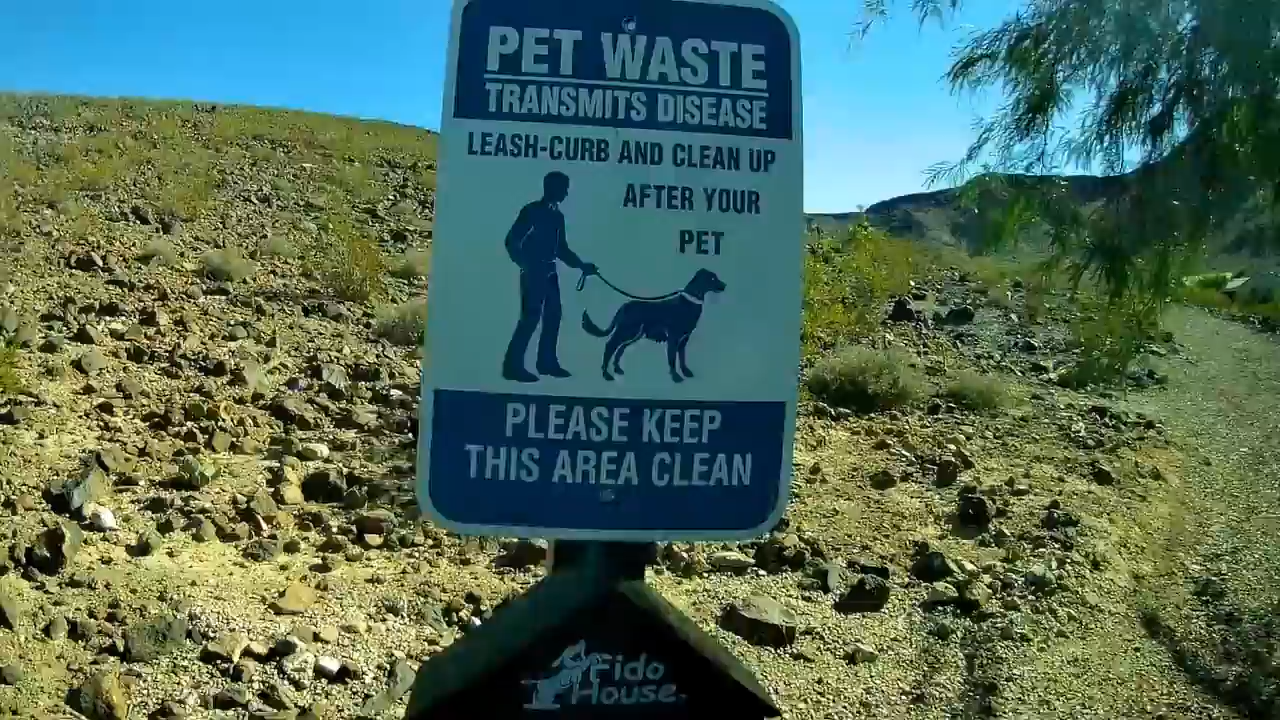 PET WASTE
TRANSMITS DISEASE
LEASH-CURB AND CLEAN UP
AFTER YOUR
PET
PLEASE KEEP
THIS AREA CLEAN
Fido
House